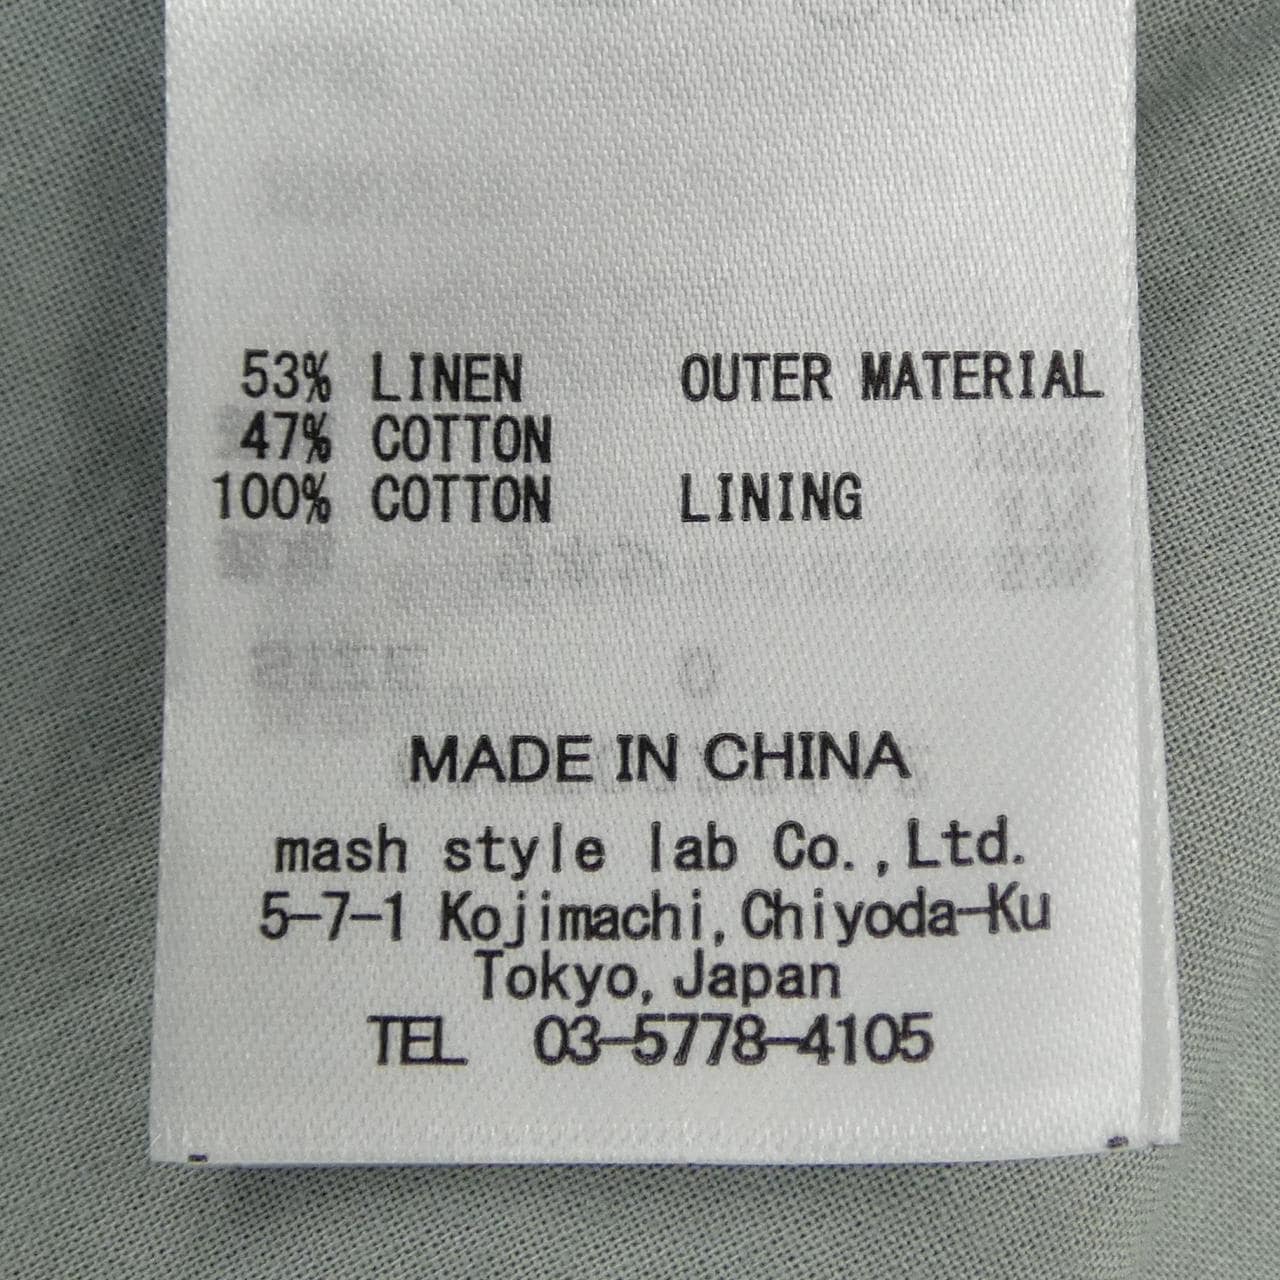 53% LINEN OUTER MATERIAL
47% COTTON
100% COTTON LINING
MADE IN CHINA
mash style lab Co.,Ltd.
5-7-1 Kojimachi,Chiyoda-Ku
Tokyo,Japan
TEL 03-5778-4105